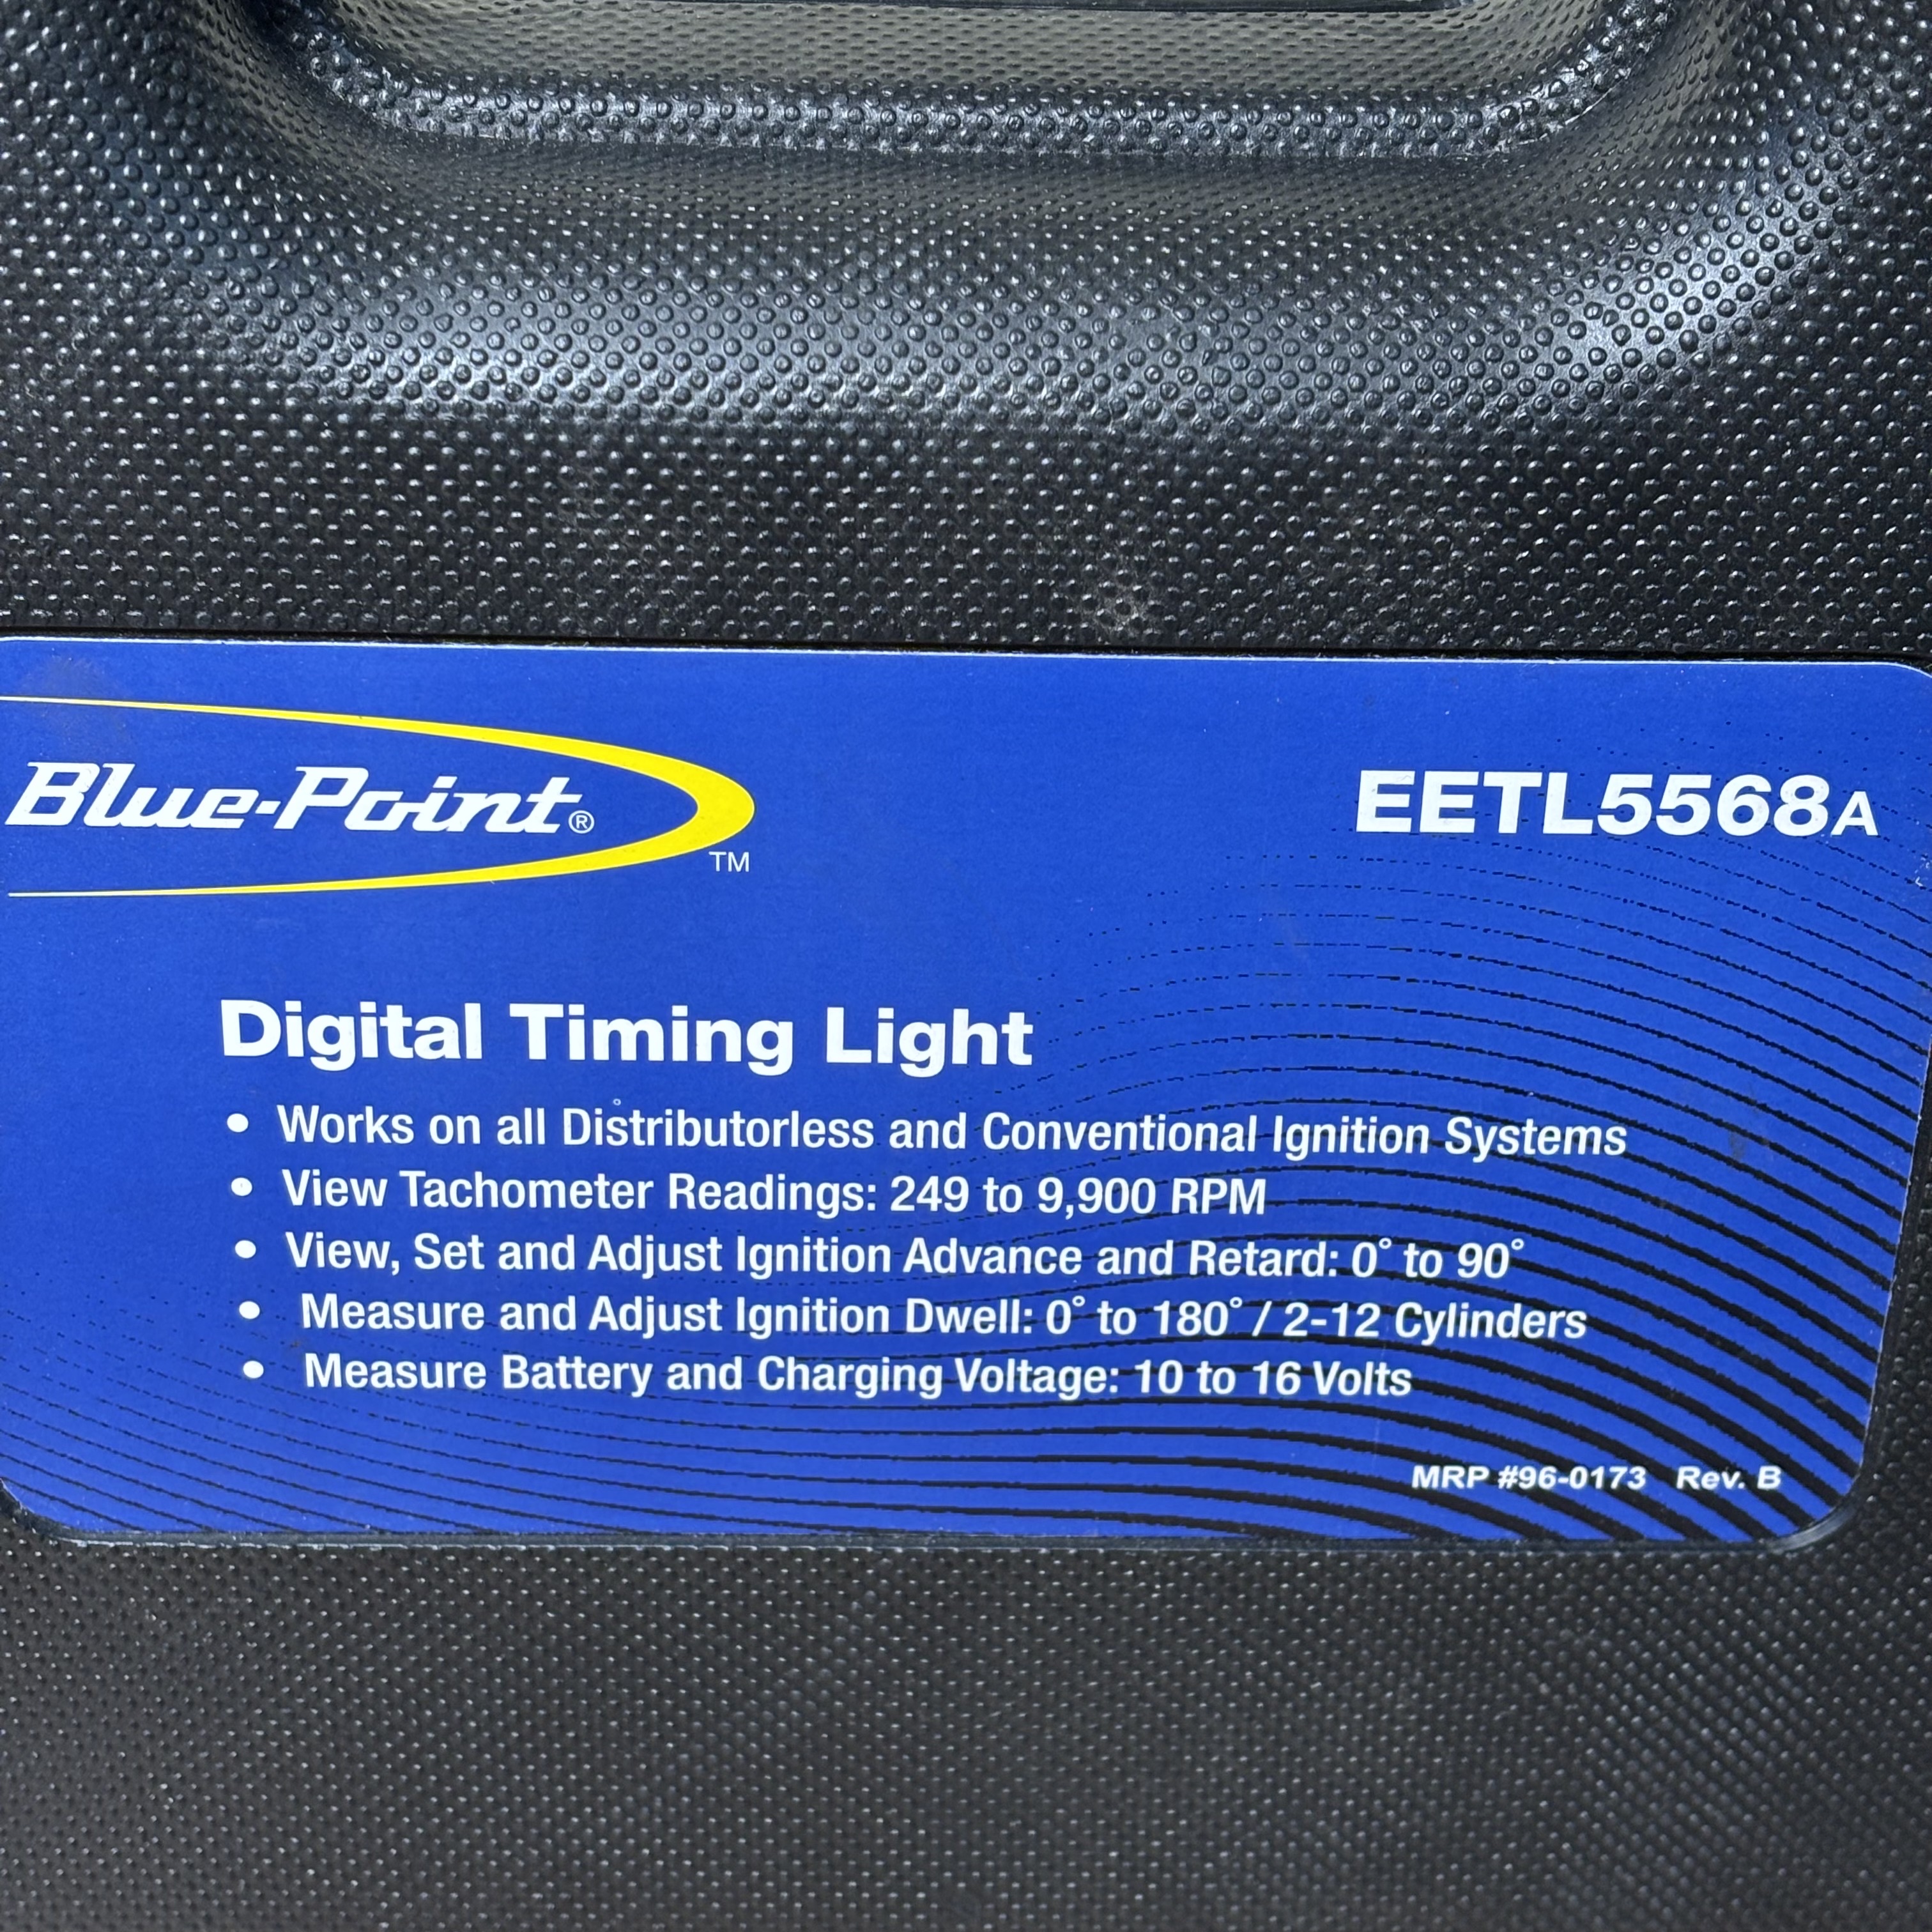 Blue-Point®
TM
EETL5568A
Digital Timing Light
• Works on all Distributorless and Conventional Ignition Systems
• View Tachometer Readings: 249 to 9,900 RPM
• View, Set and Adjust Ignition Advance and Retard: 0° to 90°
• Measure and Adjust Ignition Dwell: 0° to 180° / 2-12 Cylinders
• Measure Battery and Charging Voltage: 10 to 16 Volts
MRP #96-0173 Rev. B